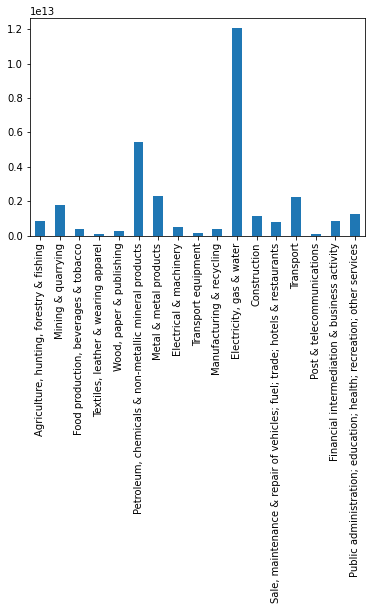 1e13
1.2
1.0
0.8
0.6
0.4
0.2
0.0
Agriculture, hunting, forestry & fishing
Mining & quarrying
Food production, beverages & tobacco
Textiles, leather & wearing apparel
Wood, paper & publishing
Petroleum, chemicals & non-metallic mineral products
Metal & metal products
Electrical & machinery
Transport equipment
Manufacturing & recycling
Electricity, gas & water
Construction
Sale, maintenance & repair of vehicles; fuel; trade; hotels & restaurants
Transport
Post & telecommunications
Financial intermediation & business activity
Public administration; education; health; recreation; other services